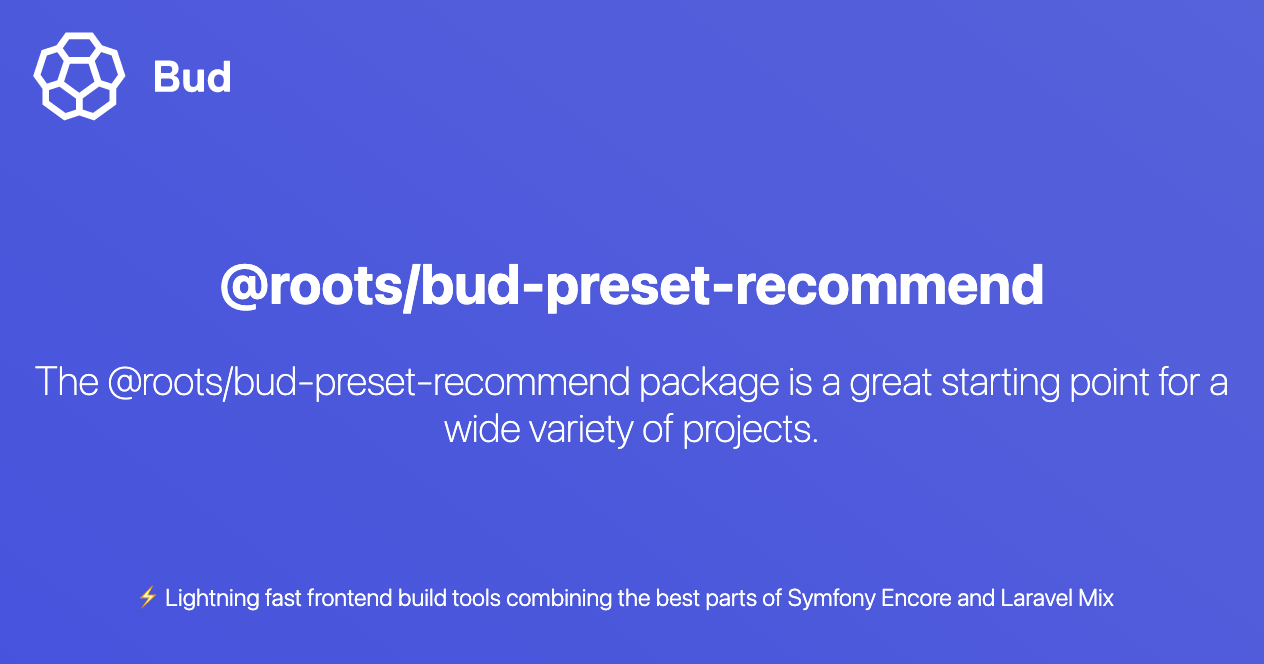 Bud
@roots/bud-preset-recommend
The @roots/bud-preset-recommend package is a great starting point for a
wide variety of projects.
⚡ Lightning fast frontend build tools combining the best parts of Symfony Encore and Laravel Mix